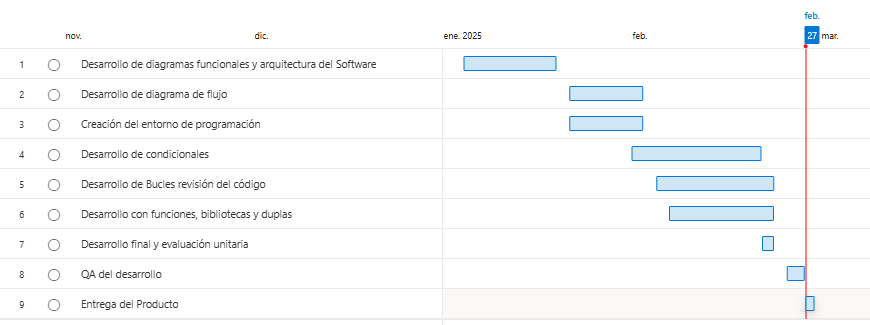 feb.
nov. dic. ene. 2025 feb. 27 mar.
1 Desarrollo de diagramas funcionales y arquitectura del Software
2 Desarrollo de diagrama de flujo
3 Creación del entorno de programación
4 Desarrollo de condicionales
5 Desarrollo de Bucles revisión del código
6 Desarrollo con funciones, bibliotecas y duplas
7 Desarrollo final y evaluación unitaria
8 QA del desarrollo
9 Entrega del Producto